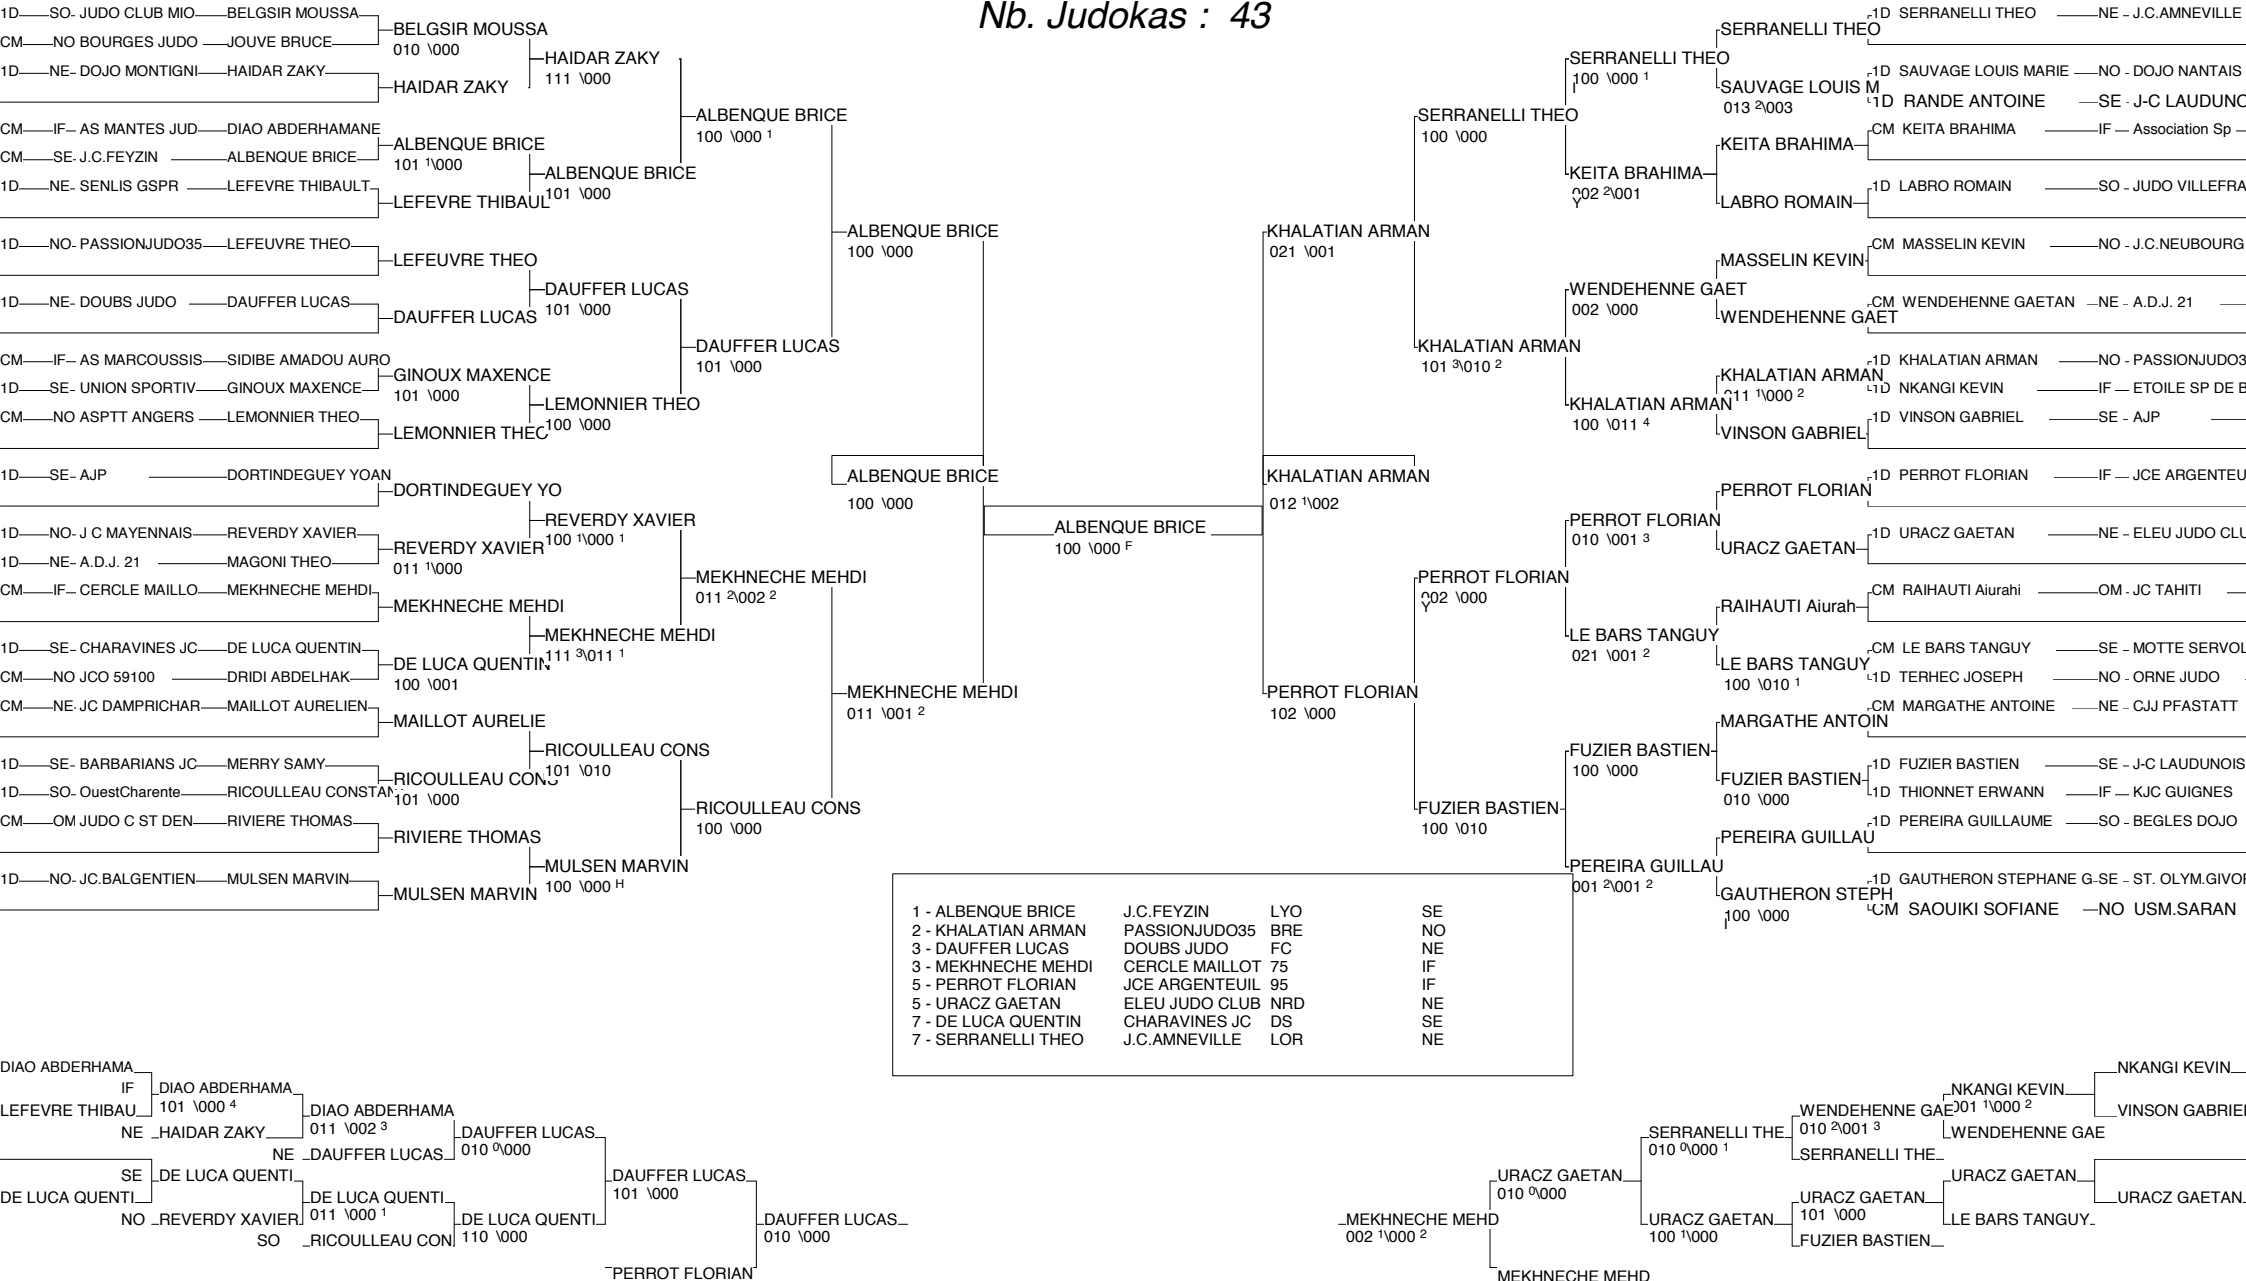 Nb. Judokas : 43
1D SO- JUDO CLUB MIO BELGSIR MOUSSA
CM NO BOURGES JUDO JOUVE BRUCE
1D NE- DOJO MONTIGNI HAIDAR ZAKY
CM IF- AS MANTES JUD DIAO ABDERHAMANE
CM SE- J.C.FEYZIN ALBENQUE BRICE
1D NE- SENLIS GSPR LEFEVRE THIBAULT
1D NO- PASSIONJUDO35 LEFEUVRE THEO
1D NE- DOUBS JUDO DAUFFER LUCAS
CM IF- AS MARCOUSSIS SIDIBE AMADOU AURO
1D SE- UNION SPORTIV GINOUX MAXENCE
CM NO ASPTT ANGERS LEMONNIER THEO
1D SE- AJP DORTINDEGUEY YOAN
1D NO- J C MAYENNAIS REVERDY XAVIER
1D NE- A.D.J. 21 MAGONI THEO
CM IF- CERCLE MAILLO MEKHNECHE MEHDI
1D SE- CHARAVINES JC DE LUCA QUENTIN
CM NO JCO 59100 DRIDI ABDELHAK
CM NE- JC DAMPRICHAR MAILLOT AURELIEN
1D SE- BARBARIANS JC MERRY SAMY
1D SO- OuestCharente RICOULLEAU CONSTAN
CM OM JUDO C ST DEN RIVIERE THOMAS
1D NO- JC.BALGENTIEN MULSEN MARVIN
BELGSIR MOUSSA
010 \000
HAIDAR ZAKY
ALBENQUE BRICE
101 1\000
LEFEVRE THIBAUL
LEFEUVRE THEO
DAUFFER LUCAS
GINOUX MAXENCE
101 \000
LEMONNIER THEO
DORTINDEGUEY YO
REVERDY XAVIER
011 1\000
MEKHNECHE MEHDI
DE LUCA QUENTIN
100 \001
MAILLOT AURELIE
RICOULLEAU CONS
101 \000
RIVIERE THOMAS
MULSEN MARVIN
HAIDAR ZAKY
111 \000
ALBENQUE BRICE
101 \000
DAUFFER LUCAS
101 \000
LEMONNIER THEO
100 \000
REVERDY XAVIER
100 1\000 1
MEKHNECHE MEHDI
111 3\011 1
RICOULLEAU CONS
101 \010
MULSEN MARVIN
100 \000 H
ALBENQUE BRICE
100 \000 1
DAUFFER LUCAS
101 \000
MEKHNECHE MEHDI
011 2\002 2
RICOULLEAU CONS
100 \000
ALBENQUE BRICE
100 \000
ALBENQUE BRICE
100 \000
MEKHNECHE MEHDI
011 \001 2
ALBENQUE BRICE
100 \000 F
KHALATIAN ARMAN
021 \001
KHALATIAN ARMAN
012 1\002
PERROT FLORIAN
102 \000
SERRANELLI THEO
100 \000
KHALATIAN ARMAN
101 3\010 2
PERROT FLORIAN
002 \000
Y
FUZIER BASTIEN
100 \010
SERRANELLI THEO
100 \000 1
I
KEITA BRAHIMA
002 2\001
Y
WENDEHENNE GAET
002 \000
KHALATIAN ARMAN
100 \011 4
PERROT FLORIAN
010 \001 3
LE BARS TANGUY
021 \001 2
FUZIER BASTIEN
100 \000
PEREIRA GUILLAU
001 2\001 2
SERRANELLI THEO
SAUVAGE LOUIS M
013 2\003
KEITA BRAHIMA
LABRO ROMAIN
MASSELIN KEVIN
WENDEHENNE GAET
KHALATIAN ARMAN
011 1\000 2
VINSON GABRIEL
PERROT FLORIAN
URACZ GAETAN
RAIHAUTI Aiurah
LE BARS TANGUY
100 \010 1
MARGATHE ANTOIN
FUZIER BASTIEN
010 \000
PEREIRA GUILLAU
GAUTHERON STEPH
100 \000
I
1D SERRANELLI THEO NE - J.C.AMNEVILLE
1D SAUVAGE LOUIS MARIE NO - DOJO NANTAIS
1D RANDE ANTOINE SE - J-C LAUDUNO
CM KEITA BRAHIMA IF - Association Sp
1D LABRO ROMAIN SO - JUDO VILLEFRA
CM MASSELIN KEVIN NO - J.C.NEUBOURG
CM WENDEHENNE GAETAN NE - A.D.J. 21
1D KHALATIAN ARMAN NO - PASSIONJUDO3
1D NKANGI KEVIN IF - ETOILE SP DE B
1D VINSON GABRIEL SE - AJP
1D PERROT FLORIAN IF - JCE ARGENTEU
1D URACZ GAETAN NE - ELEU JUDO CLU
CM RAIHAUTI Aiurahi OM - JC TAHITI
CM LE BARS TANGUY SE - MOTTE SERVOL
1D TERHEC JOSEPH NO - ORNE JUDO
CM MARGATHE ANTOINE NE - CJJ PFASTATT
1D FUZIER BASTIEN SE - J-C LAUDUNOIS
1D THIONNET ERWANN IF - KJC GUIGNES
1D PEREIRA GUILLAUME SO - BEGLES DOJO
1D GAUTHERON STEPHANE G SE - ST. OLYM.GIVOR
CM SAOUIKI SOFIANE NO USM.SARAN
1 - ALBENQUE BRICE J.C.FEYZIN LYO SE
2 - KHALATIAN ARMAN PASSIONJUDO35 BRE NO
3 - DAUFFER LUCAS DOUBS JUDO FC NE
3 - MEKHNECHE MEHDI CERCLE MAILLOT 75 IF
5 - PERROT FLORIAN JCE ARGENTEUIL 95 IF
5 - URACZ GAETAN ELEU JUDO CLUB NRD NE
7 - DE LUCA QUENTIN CHARAVINES JC DS SE
7 - SERRANELLI THEO J.C.AMNEVILLE LOR NE
DIAO ABDERHAMA
IF
LEFEVRE THIBAU
NE
SE
DE LUCA QUENTI
NO
DIAO ABDERHAMA
101 \000 4
HAIDAR ZAKY
NE
DE LUCA QUENTI
REVERDY XAVIER
SO
DIAO ABDERHAMA
011 \002 3
DAUFFER LUCAS
DE LUCA QUENTI
011 \000 1
RICOULLEAU CON
DAUFFER LUCAS
010 0\000
DE LUCA QUENTI
110 \000
DAUFFER LUCAS
101 \000
PERROT FLORIAN
DAUFFER LUCAS
010 \000
MEKHNECHE MEHD
002 1\000 2
URACZ GAETAN
010 0\000
MEKHNECHE MEHD
SERRANELLI THE
010 0\000 1
URACZ GAETAN
100 1\000
WENDEHENNE GAE
010 2\001 3
SERRANELLI THE
URACZ GAETAN
101 \000
FUZIER BASTIEN
NKANGI KEVIN
001 1\000 2
WENDEHENNE GAE
URACZ GAETAN
LE BARS TANGUY
NKANGI KEVIN
VINSON GABRIEL
URACZ GAETAN